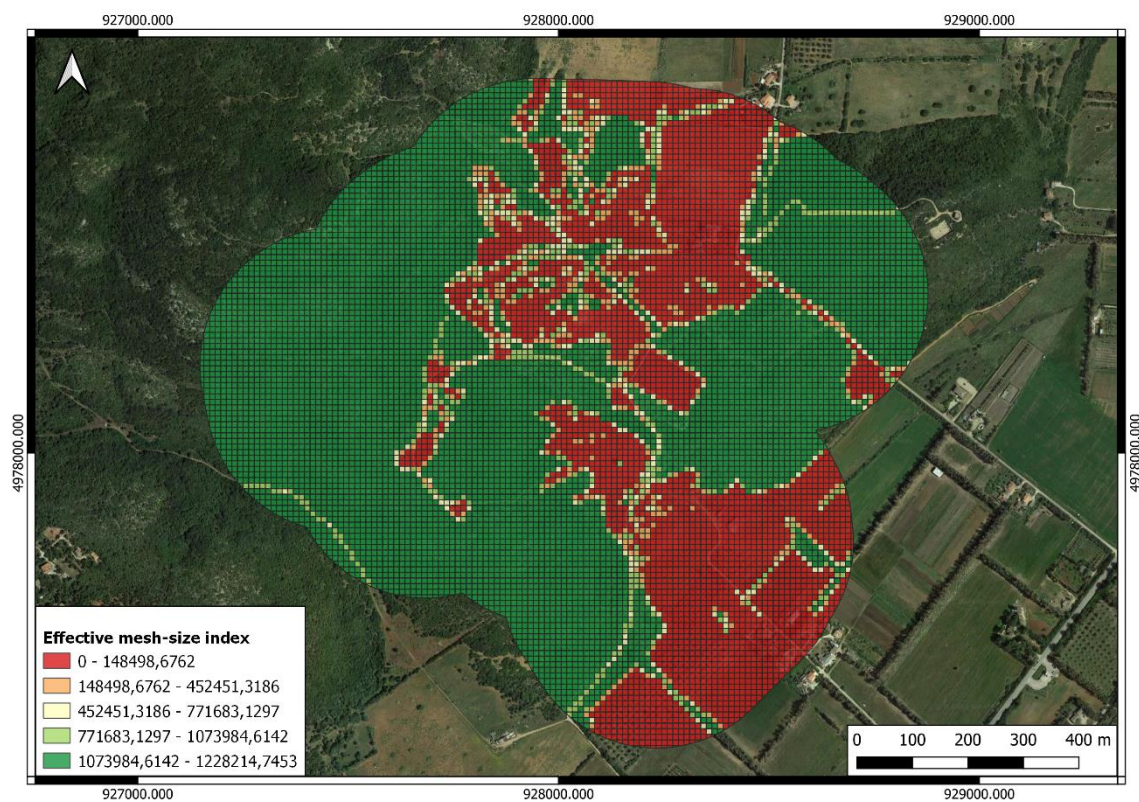 927000.000 928000.000 929000.000
4978000.000 4978000.000
Effective mesh-size index
0 - 148498,6762
148498,6762 - 452451,3186
452451,3186 - 771683,1297
771683,1297 - 1073984,6142
1073984,6142 - 1228214,7453
0 100 200 300 400 m
927000.000 928000.000 929000.000